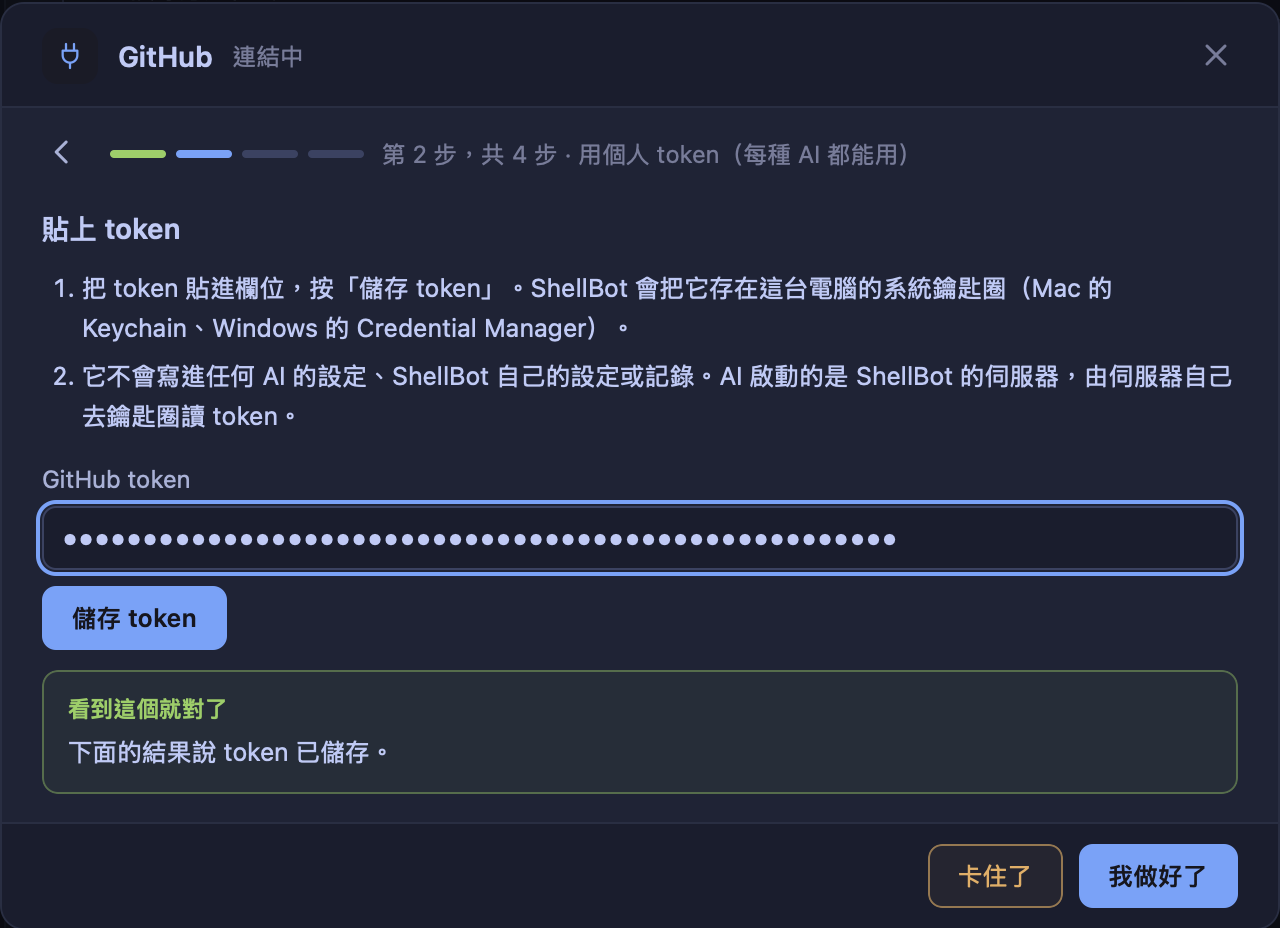 GitHub 連結中
第 2 步，共 4 步 · 用個人 token（每種 AI 都能用）
貼上 token
1. 把 token 貼進欄位，按「儲存 token」。ShellBot 會把它存在這台電腦的系統鑰匙圈（Mac 的
Keychain、Windows 的 Credential Manager）。
2. 它不會寫進任何 AI 的設定、ShellBot 自己的設定或記錄。AI 啟動的是 ShellBot 的伺服器，由伺服器自己
去鑰匙圈讀 token。
GitHub token
儲存 token
看到這個就對了
下面的結果說 token 已儲存。
卡住了
我做好了